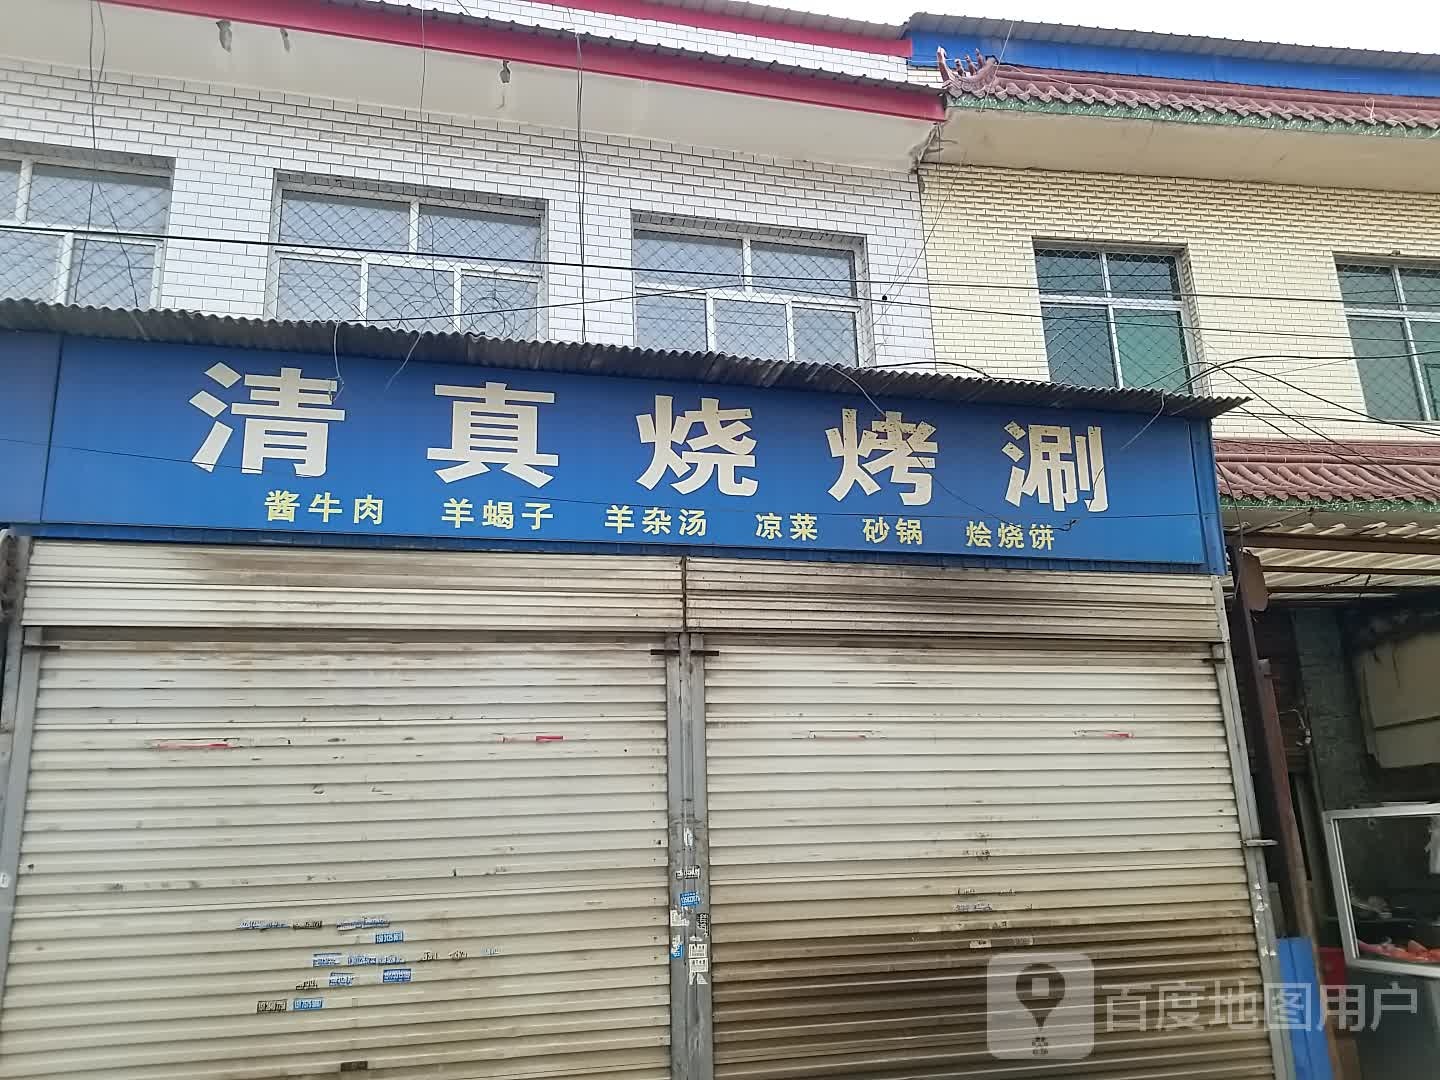 清真烧烤涮
酱牛肉 羊蝎子 羊杂汤 凉菜 砂锅 烩烧饼
百度地图用户